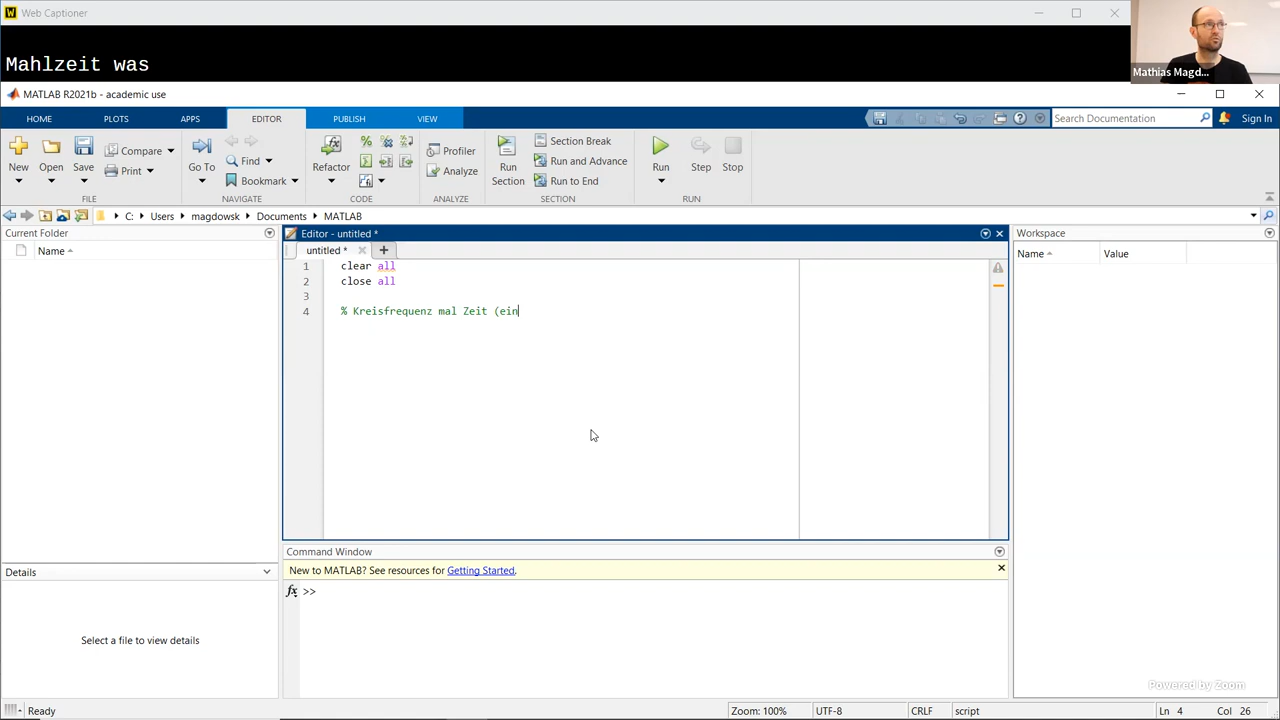 Web Captioner
Mahlzeit was
Mathias Magd...
MATLAB R2021b - academic use
HOME PLOTS APPS EDITOR PUBLISH VIEW
Search Documentation
Sign In
New Open Save
Compare
Print
Go To
Find
Bookmark
Refactor
Profiler
Analyze
Run Section
Section Break
Run and Advance
Run to End
Run Step Stop
FILE NAVIGATE CODE ANALYZE SECTION RUN
C: Users magdowsk Documents MATLAB
Current Folder
Name
Editor - untitled *
untitled *
1 clear all
2 close all
3
4 % Kreisfrequenz mal Zeit (ein
Workspace
Name Value
Details
Select a file to view details
Command Window
New to MATLAB? See resources for Getting Started.
fx >>
Powered by Zoom
Ready
Zoom: 100% UTF-8 CRLF script Ln 4 Col 26